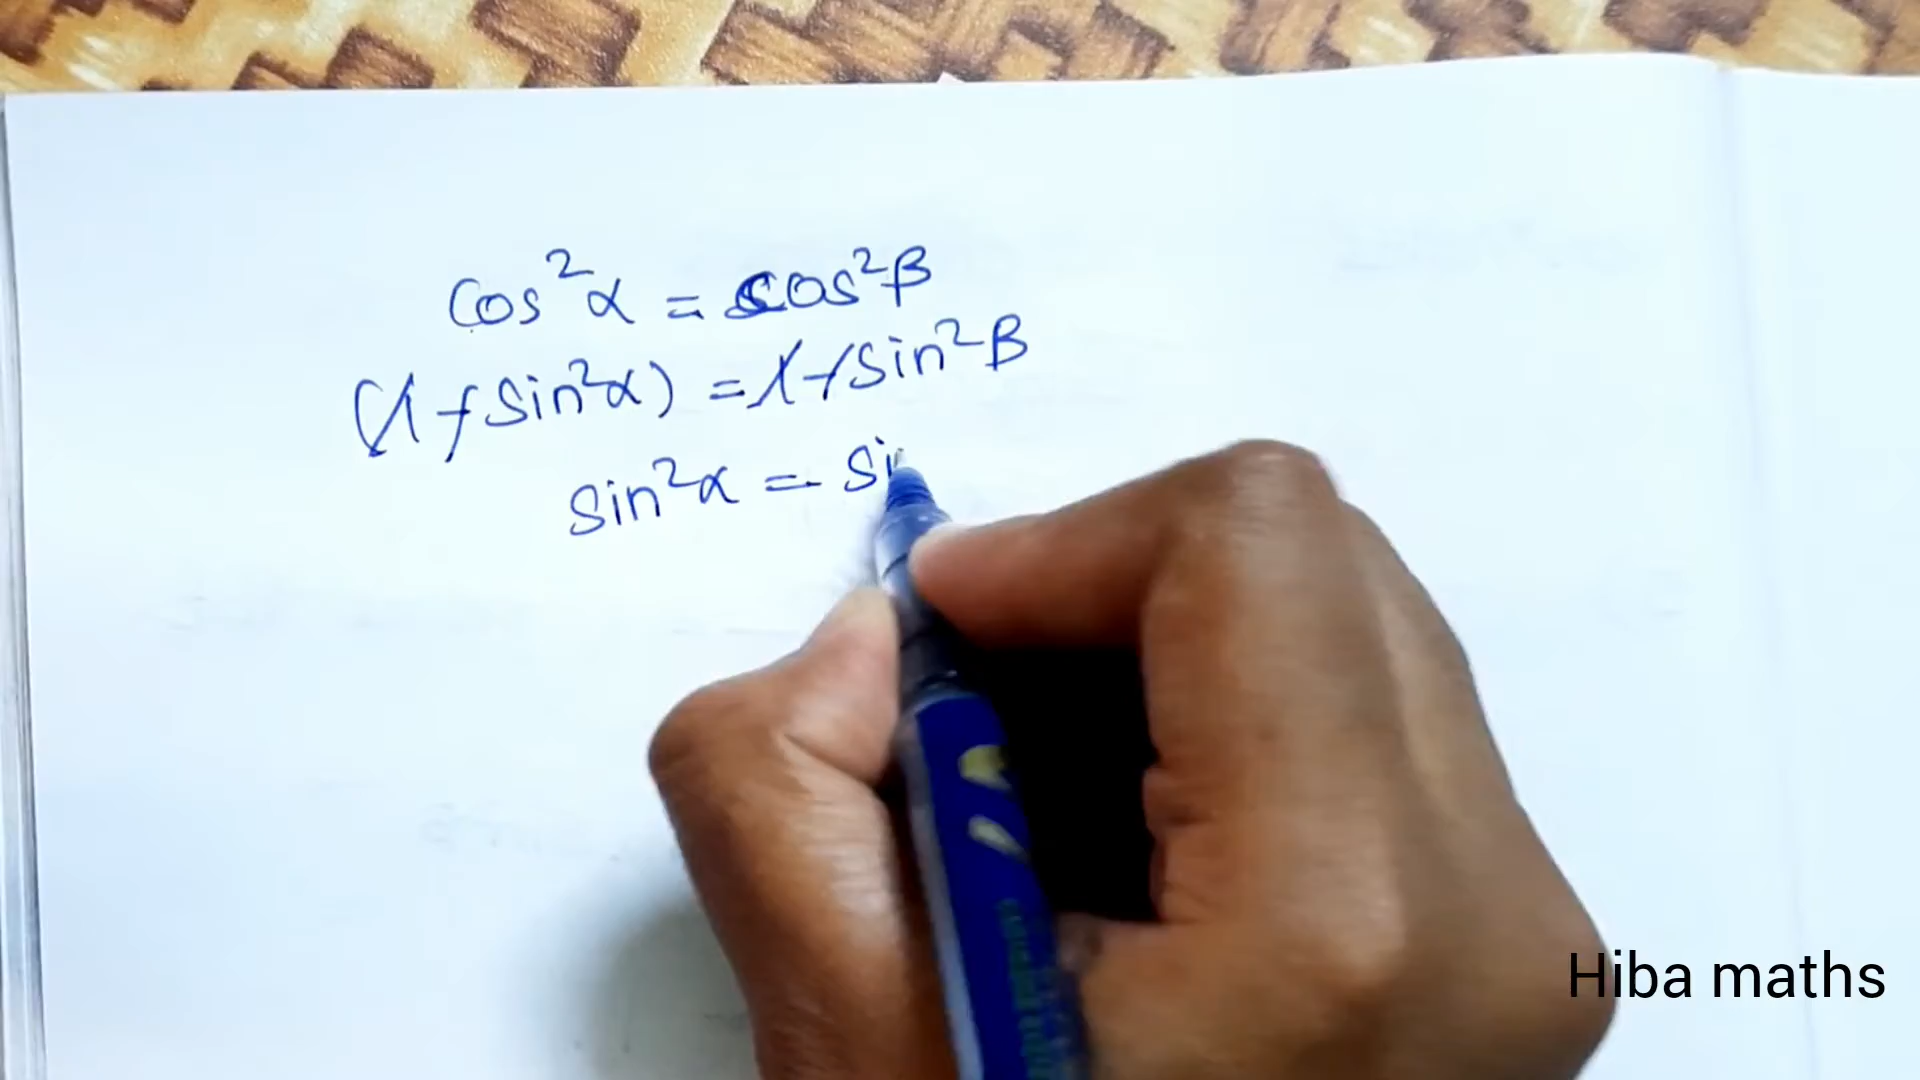 cos²α = cos²β
(1 - sin²α) = 1 - sin²β
sin²α = si
Hiba maths